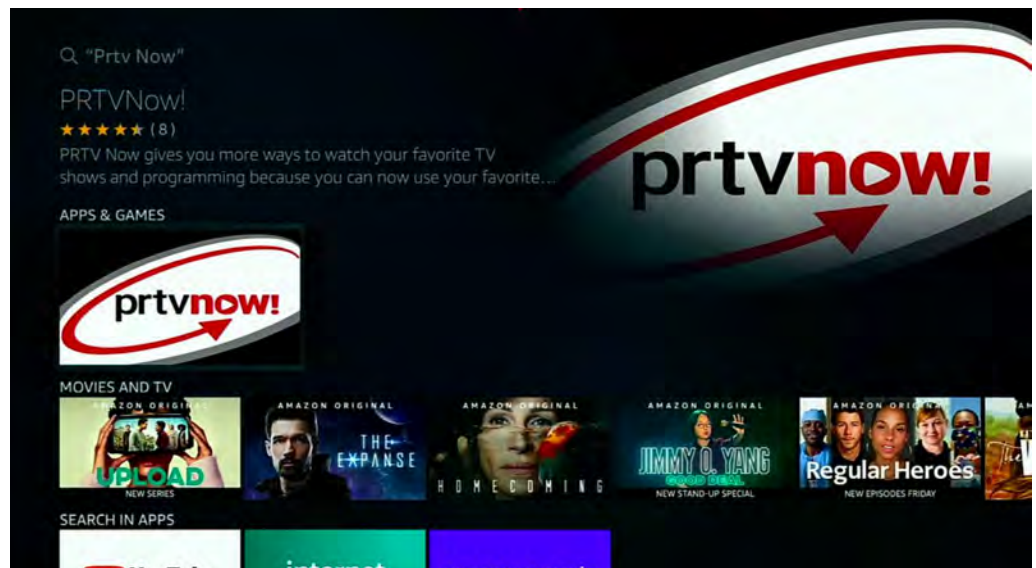 "Prtv Now"
PRTVNow!
(8)
PRTV Now gives you more ways to watch your favorite TV
shows and programming because you can now use your favorite...
prtvnow!
APPS & GAMES
prtvnow!
MOVIES AND TV
AMAZON ORIGINAL
UPLOAD
NEW SERIES
AMAZON ORIGINAL
THE
EXPANSE
AMAZON ORIGINAL
HOMECOMING
AMAZON ORIGINAL
JIMMY O. YANG
GOOD DEAL
NEW STAND-UP SPECIAL
AMAZON ORIGINAL
Regular Heroes
NEW EPISODES FRIDAY
SEARCH IN APPS